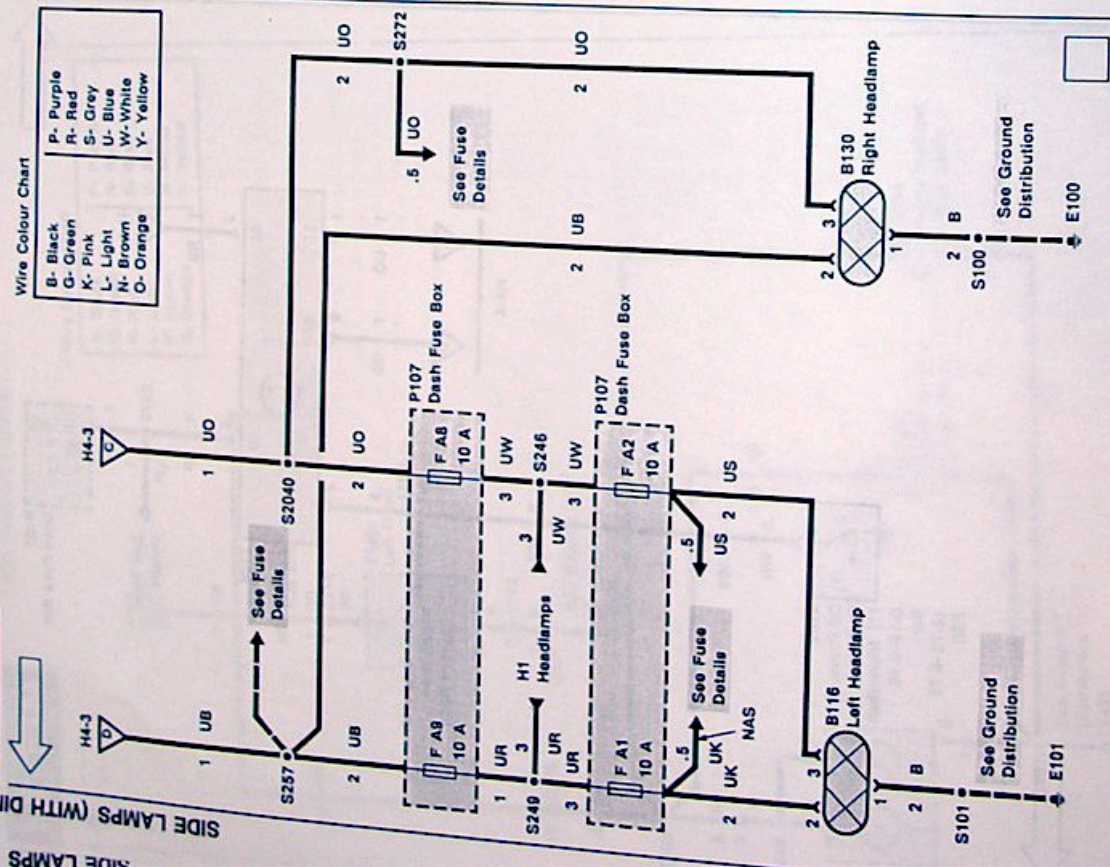 Wire Colour Chart
B- Black P- Purple
G- Green R- Red
K- Pink S- Grey
L- Light U- Blue
N- Brown W- White
O- Orange Y- Yellow
SIDE LAMPS
SIDE LAMPS (WITH DI
H4-3
D
H4-3
C
1 UB
1 UO
See Fuse
Details
S257
S2040
2 UO
S272
2 UO
.5 UO
See Fuse
Details
2 UB
2 UB
2 UO
P107
Dash Fuse Box
F A9
10 A
F A8
10 A
1 UR
3 UW
S249
3
UR
H1
Headlamps
3
UW
S246
3 UR
3 UW
P107
Dash Fuse Box
F A1
10 A
F A2
10 A
.5
UK
NAS
See Fuse
Details
.5
US
2 UK
2 US
2 3
B116
Left Headlamp
1
2 B
S101
See Ground
Distribution
E101
2 3
B130
Right Headlamp
1
2 B
S100
See Ground
Distribution
E100